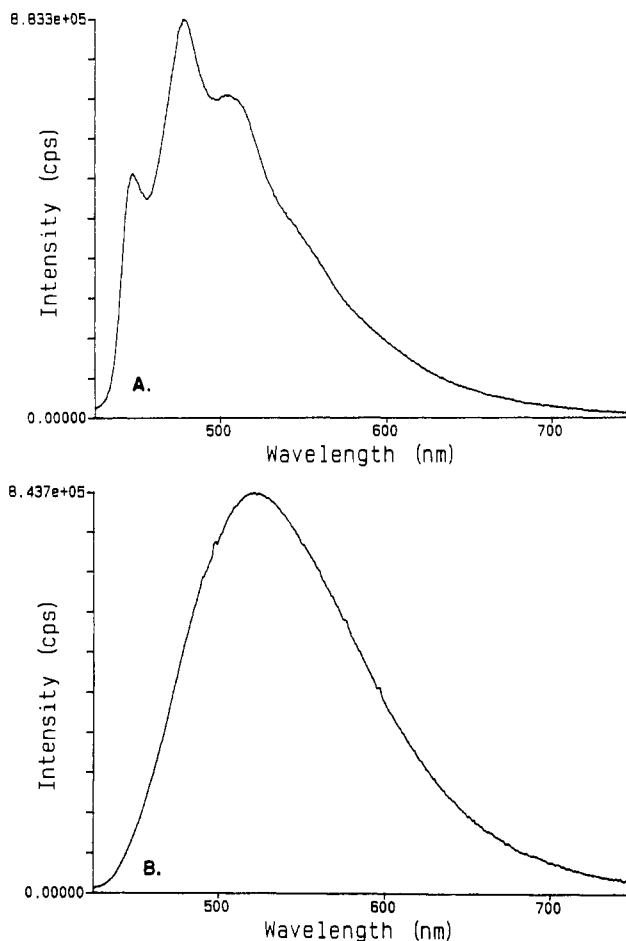 8.833e+05
Intensity (cps)
A.
0.00000
500
600
700
Wavelength (nm)
8.437e+05
Intensity (cps)
B.
0.00000
500
600
700
Wavelength (nm)